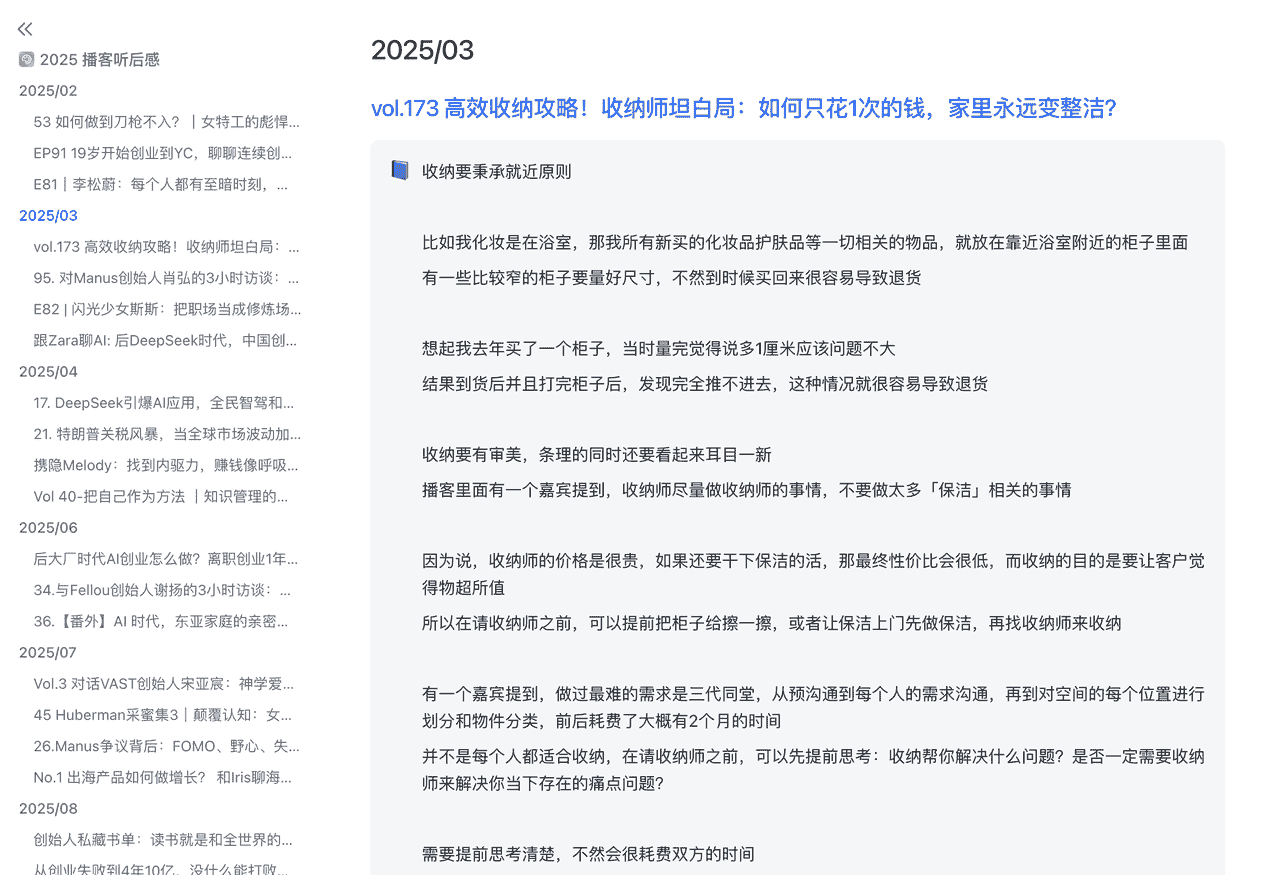 2025 播客听后感
2025/02
53 如何做到刀枪不入？｜女特工的彪悍...
EP91 19岁开始创业到YC，聊聊连续创...
E81｜李松蔚：每个人都有至暗时刻，...
2025/03
vol.173 高效收纳攻略！收纳师坦白局：...
95. 对Manus创始人肖弘的3小时访谈：...
E82 | 闪光少女斯斯：把职场当成修炼场...
跟Zara聊AI: 后DeepSeek时代，中国创...
2025/04
17. DeepSeek引爆AI应用，全民智驾和...
21. 特朗普关税风暴，当全球市场波动加...
携隐Melody：找到内驱力，赚钱像呼吸...
Vol 40-把自己作为方法 ｜知识管理的...
2025/06
后大厂时代AI创业怎么做？离职创业1年...
34.与Fellou创始人谢扬的3小时访谈：...
36.【番外】AI 时代，东亚家庭的亲密...
2025/07
Vol.3 对话VAST创始人宋亚宸：神学爱...
45 Huberman采蜜集3｜颠覆认知：女...
26.Manus争议背后：FOMO、野心、失...
No.1 出海产品如何做增长？ 和Iris聊海...
2025/08
创始人私藏书单：读书就是和全世界的...
从创业失败到4年10亿，没什么能打败...
2025/03
vol.173 高效收纳攻略！收纳师坦白局：如何只花1次的钱，家里永远变整洁？
收纳要秉承就近原则
比如我化妆是在浴室，那我所有新买的化妆品护肤品等一切相关的物品，就放在靠近浴室附近的柜子里面
有一些比较窄的柜子要量好尺寸，不然到时候买回来很容易导致退货
想起我去年买了一个柜子，当时量完觉得说多1厘米应该问题不大
结果到货后并且打完柜子后，发现完全推不进去，这种情况就很容易导致退货
收纳要有审美，条理的同时还要看起来耳目一新
播客里面有一个嘉宾提到，收纳师尽量做收纳师的事情，不要做太多「保洁」相关的事情
因为说，收纳师的价格是很贵，如果还要干下保洁的活，那最终性价比会很低，而收纳的目的是要让客户觉
得物超所值
所以在请收纳师之前，可以提前把柜子给擦一擦，或者让保洁上门先做保洁，再找收纳师来收纳
有一个嘉宾提到，做过最难的需求是三代同堂，从预沟通到每个人的需求沟通，再到对空间的每个位置进行
划分和物件分类，前后耗费了大概有2个月的时间
并不是每个人都适合收纳，在请收纳师之前，可以先提前思考：收纳帮你解决什么问题？是否一定需要收纳
师来解决你当下存在的痛点问题？
需要提前思考清楚，不然会很耗费双方的时间